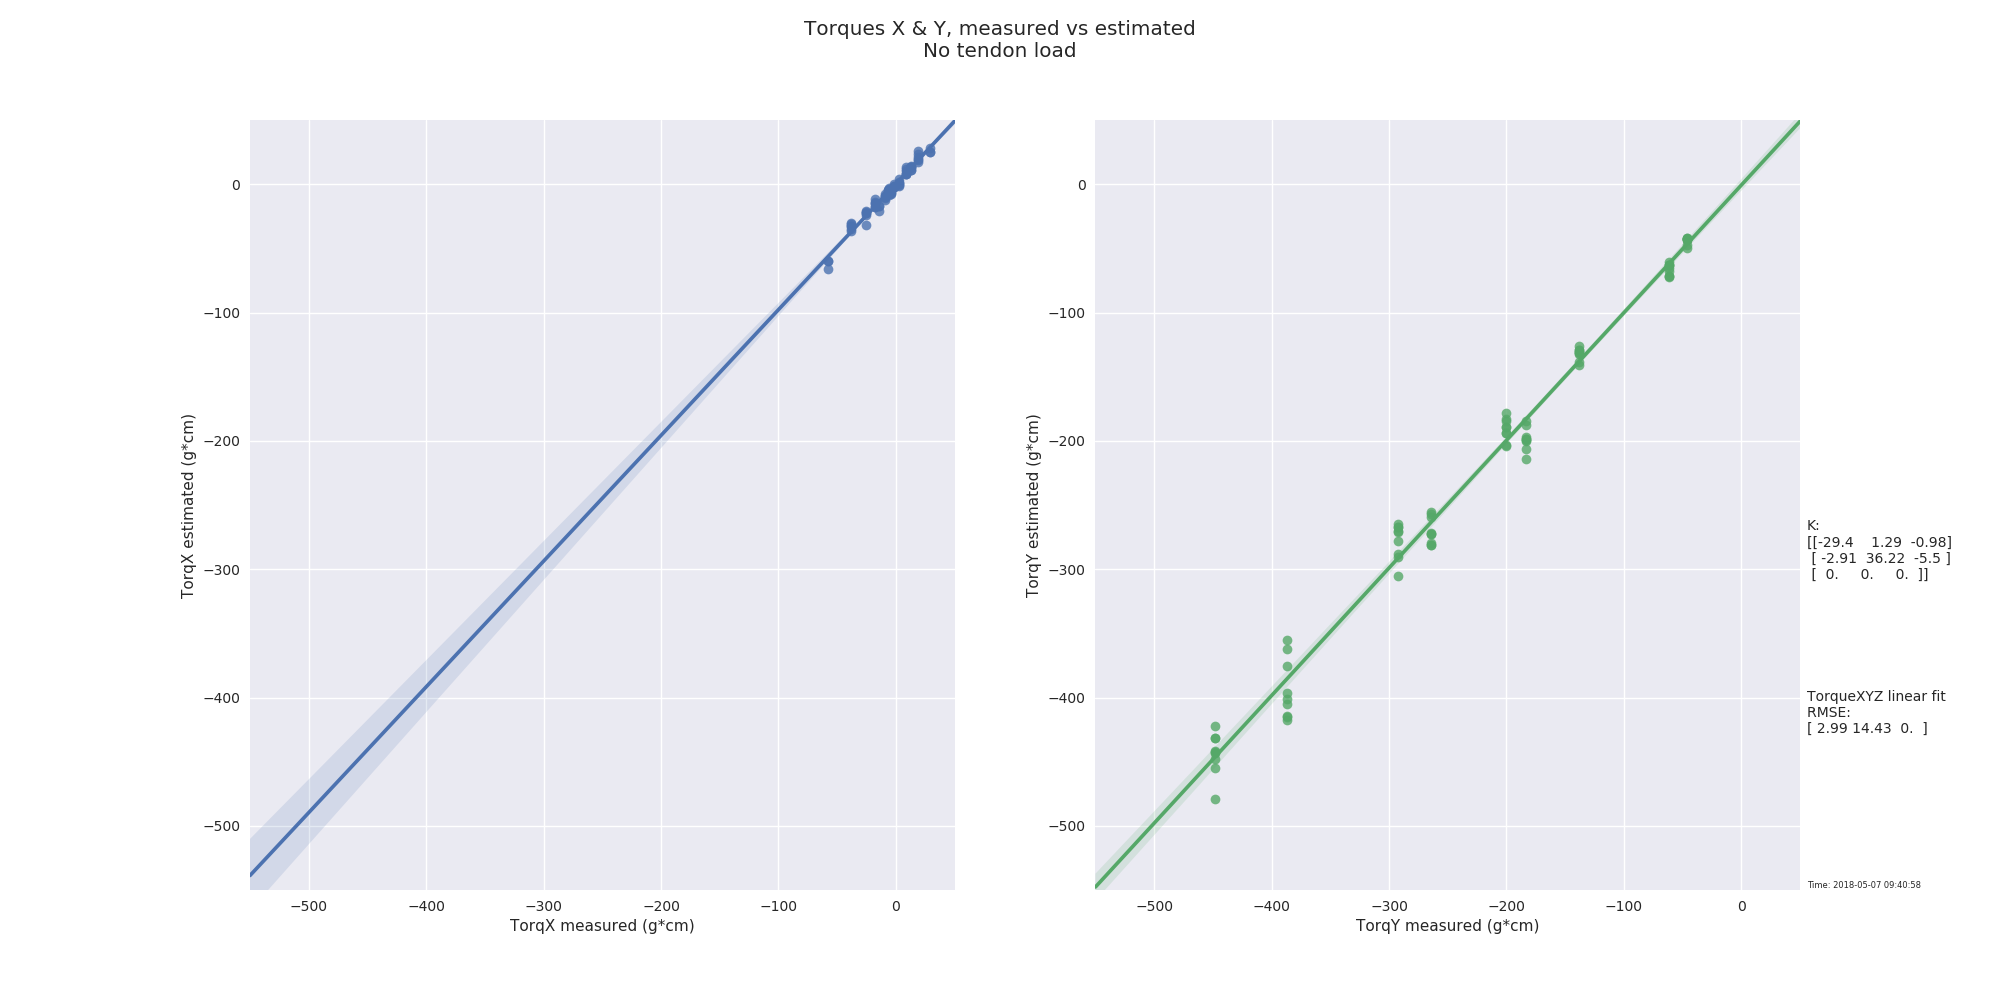 Torques X & Y, measured vs estimated
No tendon load
0
−100
−200
−300
−400
−500
TorqX estimated (g*cm)
−500 −400 −300 −200 −100 0
TorqX measured (g*cm)
0
−100
−200
−300
−400
−500
TorqY estimated (g*cm)
−500 −400 −300 −200 −100 0
TorqY measured (g*cm)
K:
[[-29.4 1.29 -0.98]
[ -2.91 36.22 -5.5 ]
[ 0. 0. 0. ]]
TorqueXYZ linear fit
RMSE:
[ 2.99 14.43 0. ]
Time: 2018-05-07 09:40:58